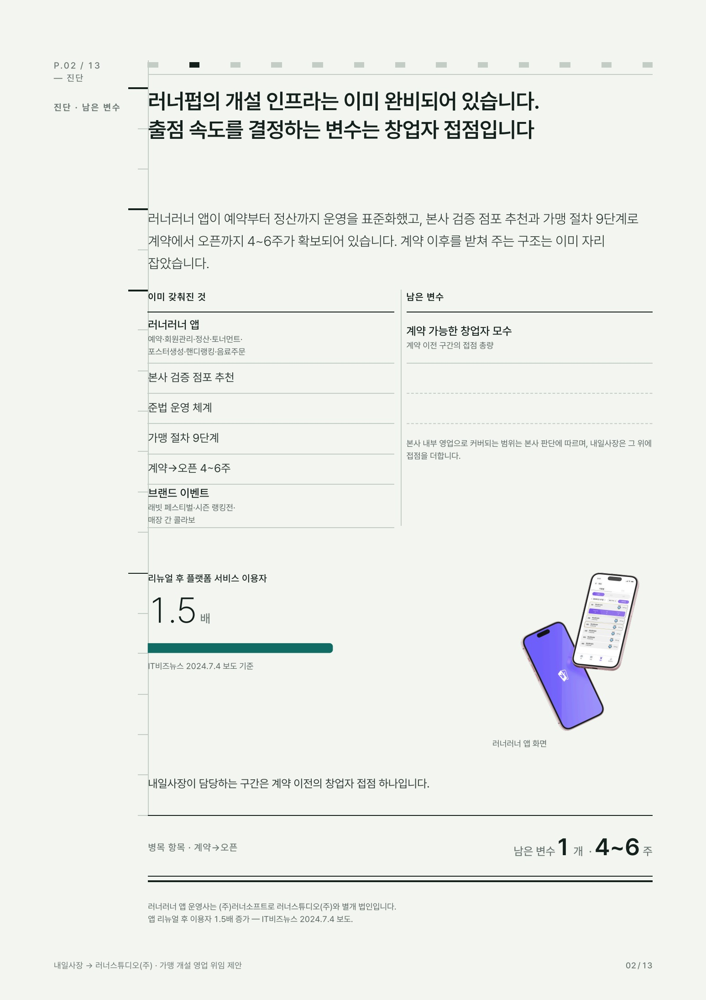 P.02 / 13
— 진단
진단 · 남은 변수
러너펍의 개설 인프라는 이미 완비되어 있습니다.
출점 속도를 결정하는 변수는 창업자 접점입니다
러너러너 앱이 예약부터 정산까지 운영을 표준화했고, 본사 검증 점포 추천과 가맹 절차 9단계로
계약에서 오픈까지 4~6주가 확보되어 있습니다. 계약 이후를 받쳐 주는 구조는 이미 자리
잡았습니다.
이미 갖춰진 것
러너러너 앱
예약·회원관리·정산·토너먼트·
포스터생성·핸디랭킹·음료주문
본사 검증 점포 추천
준법 운영 체계
가맹 절차 9단계
계약→오픈 4~6주
브랜드 이벤트
래빗 페스티벌·시즌 랭킹전·
매장 간 콜라보
남은 변수
계약 가능한 창업자 모수
계약 이전 구간의 접점 총량
본사 내부 영업으로 커버되는 범위는 본사 판단에 따르며, 내일사장은 그 위에
접점을 더합니다.
리뉴얼 후 플랫폼 서비스 이용자
1.5 배
IT비즈뉴스 2024.7.4 보도 기준
러너러너 앱 화면
내일사장이 담당하는 구간은 계약 이전의 창업자 접점 하나입니다.
병목 항목 · 계약→오픈
남은 변수 1 개 · 4~6 주
러너러너 앱 운영사는 (주)러너소프트로 러너스튜디오(주)와 별개 법인입니다.
앱 리뉴얼 후 이용자 1.5배 증가 — IT비즈뉴스 2024.7.4 보도.
내일사장 → 러너스튜디오(주) · 가맹 개설 영업 위임 제안
02/13